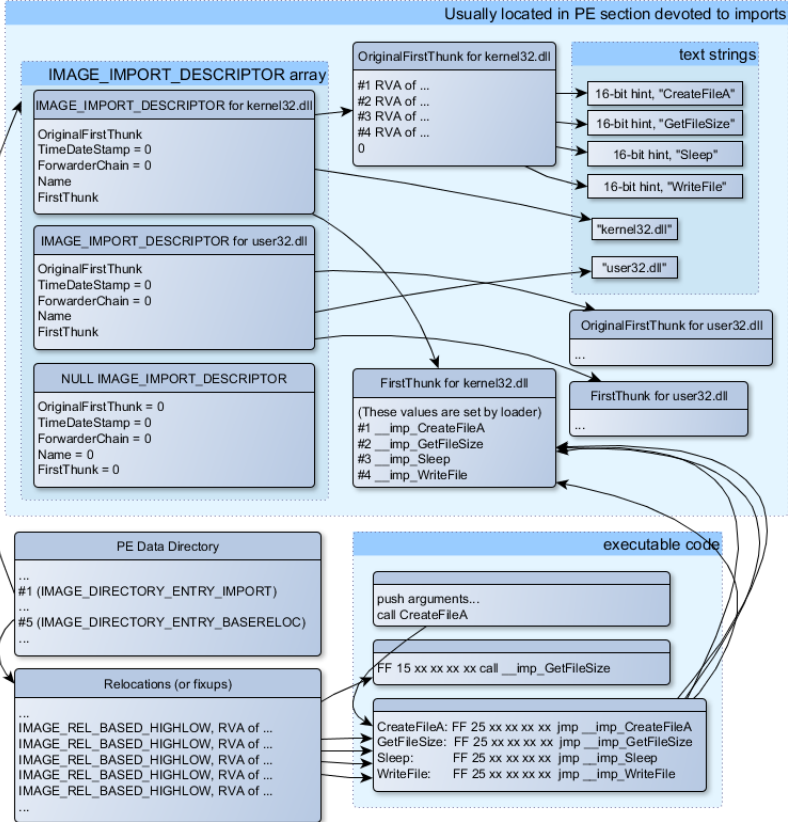 Usually located in PE section devoted to imports
IMAGE_IMPORT_DESCRIPTOR array
IMAGE_IMPORT_DESCRIPTOR for kernel32.dll
OriginalFirstThunk
TimeDateStamp = 0
ForwarderChain = 0
Name
FirstThunk
IMAGE_IMPORT_DESCRIPTOR for user32.dll
OriginalFirstThunk
TimeDateStamp = 0
ForwarderChain = 0
Name
FirstThunk
NULL IMAGE_IMPORT_DESCRIPTOR
OriginalFirstThunk = 0
TimeDateStamp = 0
ForwarderChain = 0
Name = 0
FirstThunk = 0
OriginalFirstThunk for kernel32.dll
#1 RVA of ...
#2 RVA of ...
#3 RVA of ...
#4 RVA of ...
0
text strings
16-bit hint, "CreateFileA"
16-bit hint, "GetFileSize"
16-bit hint, "Sleep"
16-bit hint, "WriteFile"
"kernel32.dll"
"user32.dll"
OriginalFirstThunk for user32.dll
...
FirstThunk for kernel32.dll
(These values are set by loader)
#1 __imp_CreateFileA
#2 __imp_GetFileSize
#3 __imp_Sleep
#4 __imp_WriteFile
FirstThunk for user32.dll
...
PE Data Directory
...
#1 (IMAGE_DIRECTORY_ENTRY_IMPORT)
...
#5 (IMAGE_DIRECTORY_ENTRY_BASERELOC)
...
Relocations (or fixups)
...
IMAGE_REL_BASED_HIGHLOW, RVA of ...
IMAGE_REL_BASED_HIGHLOW, RVA of ...
IMAGE_REL_BASED_HIGHLOW, RVA of ...
IMAGE_REL_BASED_HIGHLOW, RVA of ...
IMAGE_REL_BASED_HIGHLOW, RVA of ...
...
executable code
push arguments...
call CreateFileA
FF 15 xx xx xx xx call __imp_GetFileSize
CreateFileA: FF 25 xx xx xx xx jmp __imp_CreateFileA
GetFileSize: FF 25 xx xx xx xx jmp __imp_GetFileSize
Sleep: FF 25 xx xx xx xx jmp __imp_Sleep
WriteFile: FF 25 xx xx xx xx jmp __imp_WriteFile